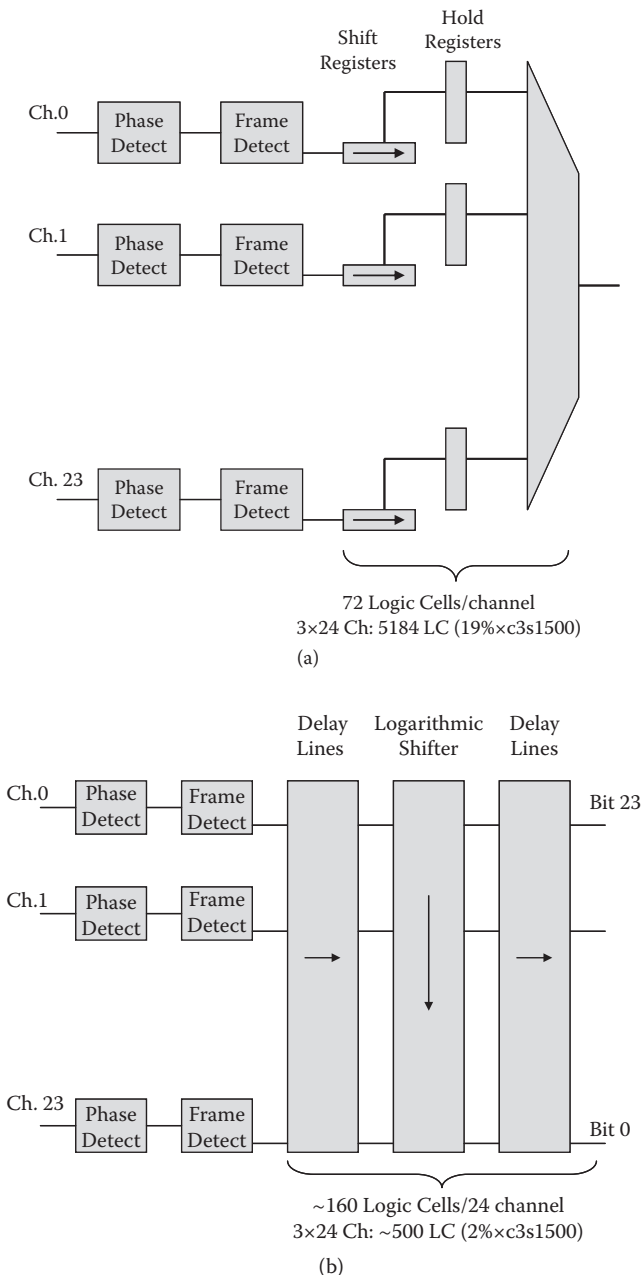 Shift
Registers
Hold
Registers
Ch.0
Phase
Detect
Frame
Detect
Ch.1
Phase
Detect
Frame
Detect
Ch. 23
Phase
Detect
Frame
Detect
72 Logic Cells/channel
3×24 Ch: 5184 LC (19%×c3s1500)
(a)
Delay
Lines
Logarithmic
Shifter
Delay
Lines
Ch.0
Phase
Detect
Frame
Detect
Bit 23
Ch.1
Phase
Detect
Frame
Detect
Ch. 23
Phase
Detect
Frame
Detect
Bit 0
~160 Logic Cells/24 channel
3×24 Ch: ~500 LC (2%×c3s1500)
(b)